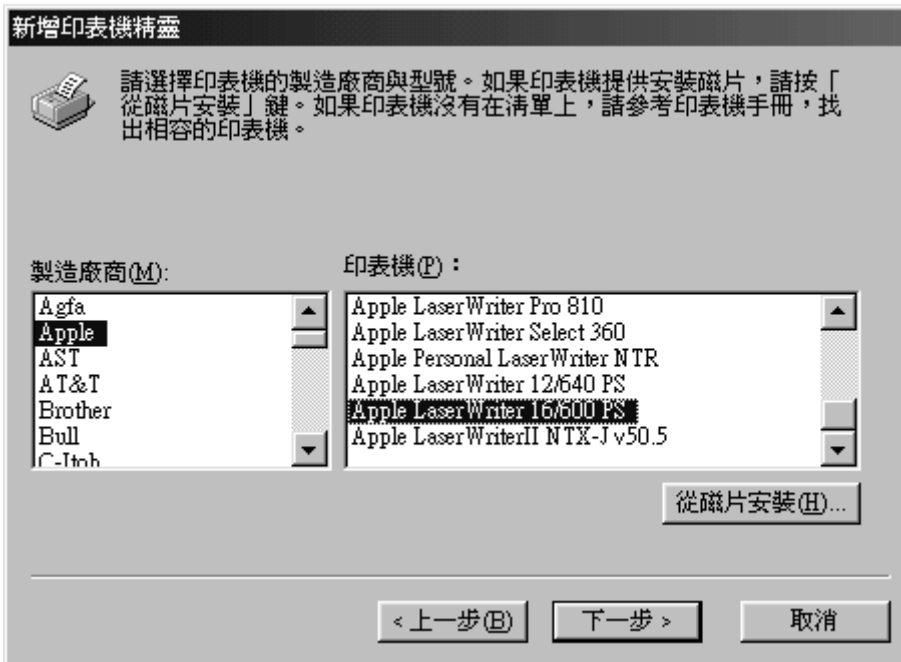 新增印表機精靈
請選擇印表機的製造廠商與型號。如果印表機提供安裝磁片，請按「
從磁片安裝」鍵。如果印表機沒有在清單上，請參考印表機手冊，找
出相容的印表機。
製造廠商(M):
印表機(P)：
Agfa
Apple
AST
AT&T
Brother
Bull
C-Itoh
Apple LaserWriter Pro 810
Apple LaserWriter Select 360
Apple Personal LaserWriter NTR
Apple LaserWriter 12/640 PS
Apple LaserWriter 16/600 PS
Apple LaserWriterII NTX-J v50.5
從磁片安裝(H)...
<上一步(B)
下一步 >
取消